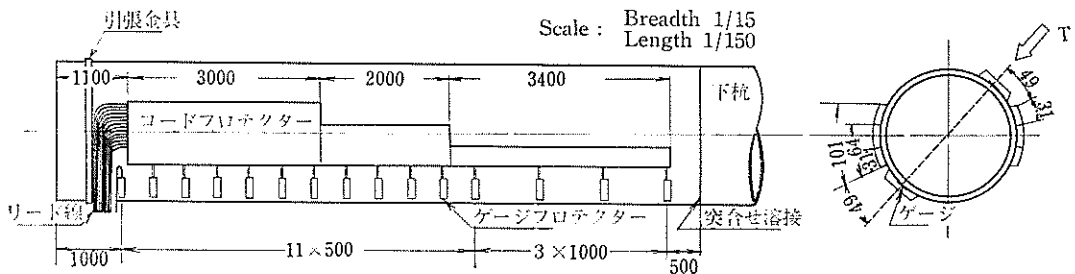 引張金具
Scale : Breadth 1/15
Length 1/150
T
1100
3000
2000
3400
下杭
コードプロテクター
49
31
101
64
31
49
リード線
ゲージプロテクター
突合せ溶接
ゲージ
1000
11×500
3×1000
500